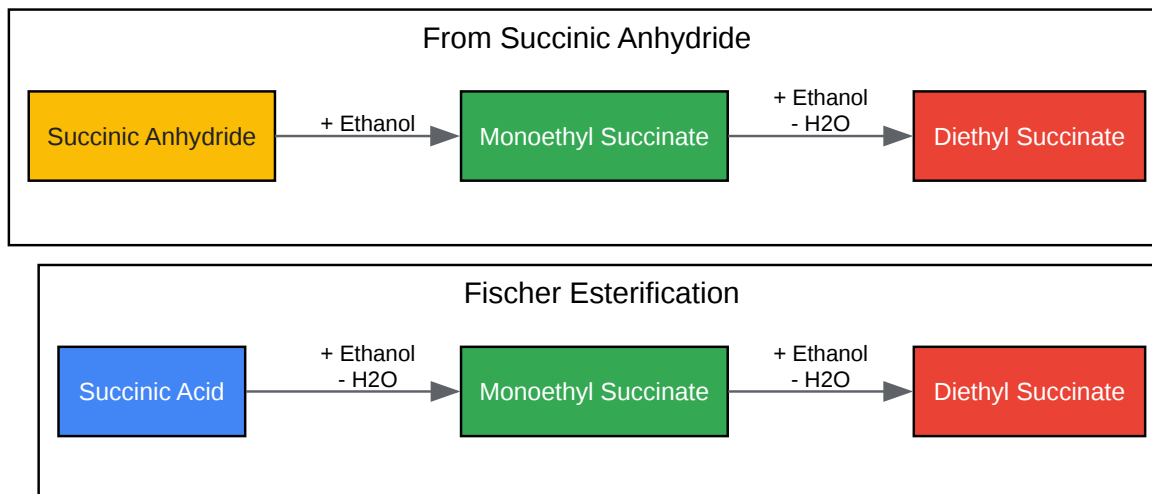 From Succinic Anhydride
Succinic Anhydride
+ Ethanol
Monoethyl Succinate
+ Ethanol
- H2O
Diethyl Succinate
Fischer Esterification
Succinic Acid
+ Ethanol
- H2O
Monoethyl Succinate
+ Ethanol
- H2O
Diethyl Succinate